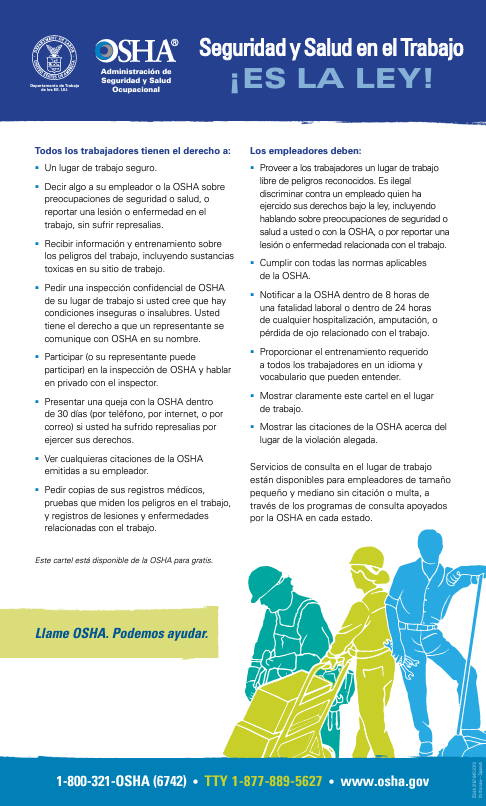 Departamento de Trabajo
de los EE. UU.
OSHA®
Administración de
Seguridad y Salud
Ocupacional
Seguridad y Salud en el Trabajo
¡ES LA LEY!
Todos los trabajadores tienen el derecho a:
▪ Un lugar de trabajo seguro.
▪ Decir algo a su empleador o la OSHA sobre
preocupaciones de seguridad o salud, o
reportar una lesión o enfermedad en el
trabajo, sin sufrir represalias.
▪ Recibir información y entrenamiento sobre
los peligros del trabajo, incluyendo sustancias
toxicas en su sitio de trabajo.
▪ Pedir una inspección confidencial de OSHA
de su lugar de trabajo si usted cree que hay
condiciones inseguras o insalubres. Usted
tiene el derecho a que un representante se
comunique con OSHA en su nombre.
▪ Participar (o su representante puede
participar) en la inspección de OSHA y hablar
en privado con el inspector.
▪ Presentar una queja con la OSHA dentro
de 30 días (por teléfono, por internet, o por
correo) si usted ha sufrido represalias por
ejercer sus derechos.
▪ Ver cualquieras citaciones de la OSHA
emitidas a su empleador.
▪ Pedir copias de sus registros médicos,
pruebas que miden los peligros en el trabajo,
y registros de lesiones y enfermedades
relacionadas con el trabajo.
Este cartel está disponible de la OSHA para gratis.
Los empleadores deben:
▪ Proveer a los trabajadores un lugar de trabajo
libre de peligros reconocidos. Es ilegal
discriminar contra un empleado quien ha
ejercido sus derechos bajo la ley, incluyendo
hablando sobre preocupaciones de seguridad o
salud a usted o con la OSHA, o por reportar una
lesión o enfermedad relacionada con el trabajo.
▪ Cumplir con todas las normas aplicables
de la OSHA.
▪ Notificar a la OSHA dentro de 8 horas de
una fatalidad laboral o dentro de 24 horas
de cualquier hospitalización, amputación, o
pérdida de ojo relacionado con el trabajo.
▪ Proporcionar el entrenamiento requerido
a todos los trabajadores en un idioma y
vocabulario que pueden entender.
▪ Mostrar claramente este cartel en el lugar
de trabajo.
▪ Mostrar las citaciones de la OSHA acerca del
lugar de la violación alegada.
Servicios de consulta en el lugar de trabajo
están disponibles para empleadores de tamaño
pequeño y mediano sin citación o multa, a
través de los programas de consulta apoyados
por la OSHA en cada estado.
Llame OSHA. Podemos ayudar.
1-800-321-OSHA (6742) • TTY 1-877-889-5627 • www.osha.gov